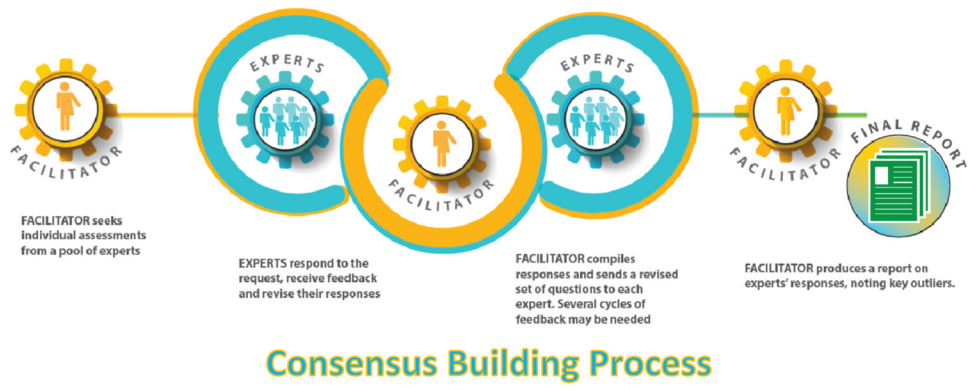 FACILITATOR
EXPERTS
FACILITATOR
EXPERTS
FACILITATOR
FINAL REPORT
FACILITATOR seeks
individual assessments
from a pool of experts
EXPERTS respond to the
request, receive feedback
and revise their responses
FACILITATOR compiles
responses and sends a revised
set of questions to each
expert. Several cycles of
feedback may be needed
FACILITATOR produces a report on
experts' responses, noting key outliers.
Consensus Building Process